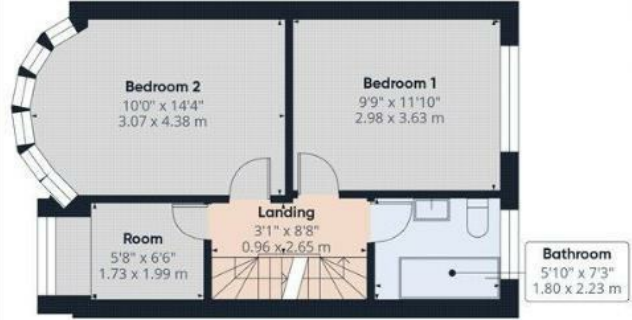 Bedroom 2
10'0" x 14'4"
3.07 x 4.38 m
Bedroom 1
9'9" x 11'10"
2.98 x 3.63 m
Landing
3'1" x 8'8"
0.96 x 2.65 m
Room
5'8" x 6'6"
1.73 x 1.99 m
Bathroom
5'10" x 7'3"
1.80 x 2.23 m